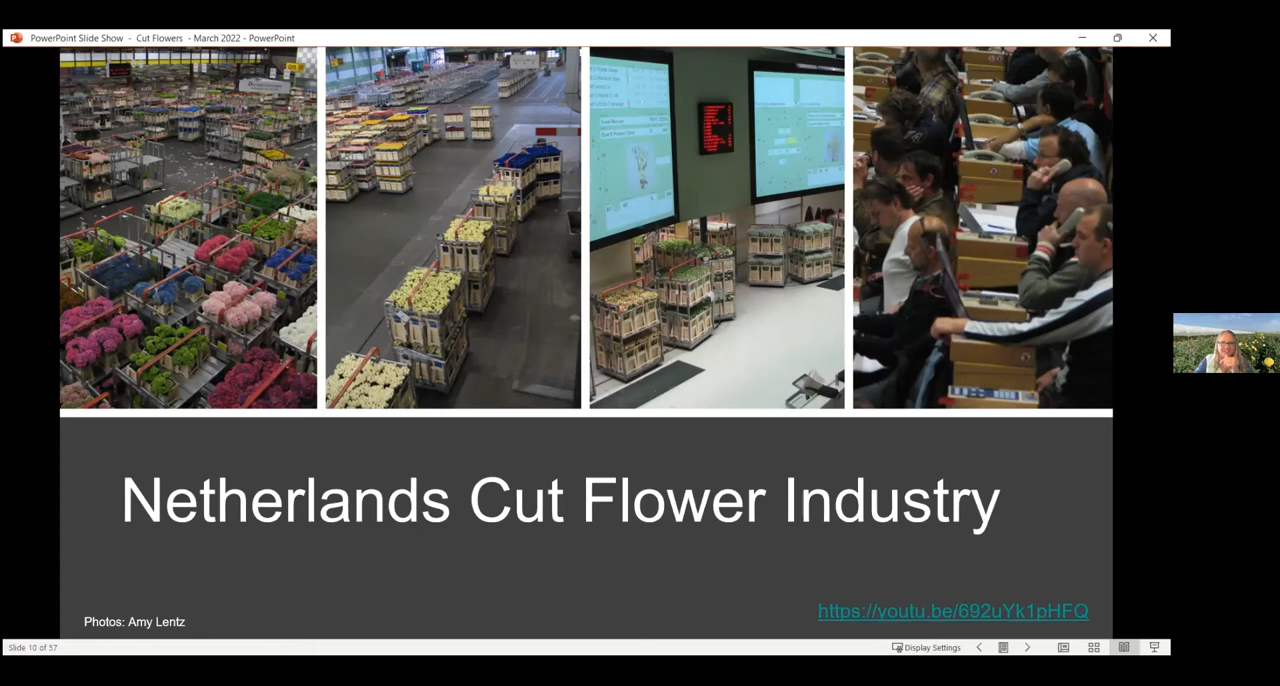 PowerPoint Slide Show - Cut Flowers - March 2022 - PowerPoint
Netherlands Cut Flower Industry
https://youtu.be/692uYk1pHFQ
Photos: Amy Lentz
Slide 10 of 57
Display Settings